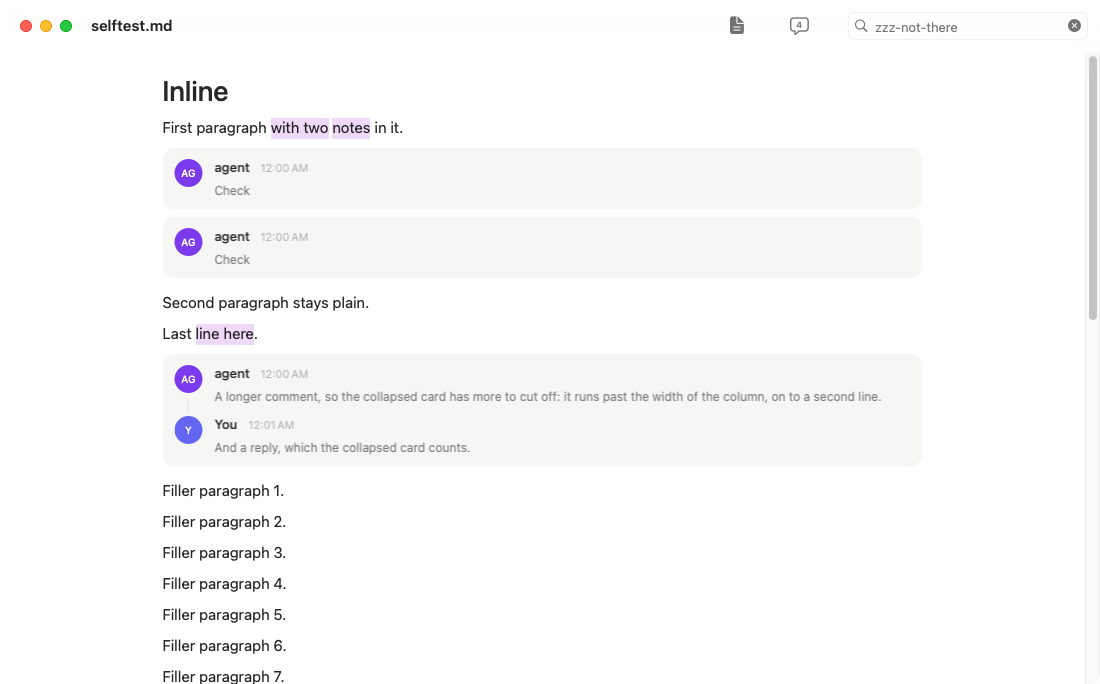 selftest.md
4
zzz-not-there
Inline
First paragraph with two notes in it.
AG
agent 12:00 AM
Check
AG
agent 12:00 AM
Check
Second paragraph stays plain.
Last line here.
AG
agent 12:00 AM
A longer comment, so the collapsed card has more to cut off: it runs past the width of the column, on to a second line.
Y
You 12:01 AM
And a reply, which the collapsed card counts.
Filler paragraph 1.
Filler paragraph 2.
Filler paragraph 3.
Filler paragraph 4.
Filler paragraph 5.
Filler paragraph 6.
Filler paragraph 7.